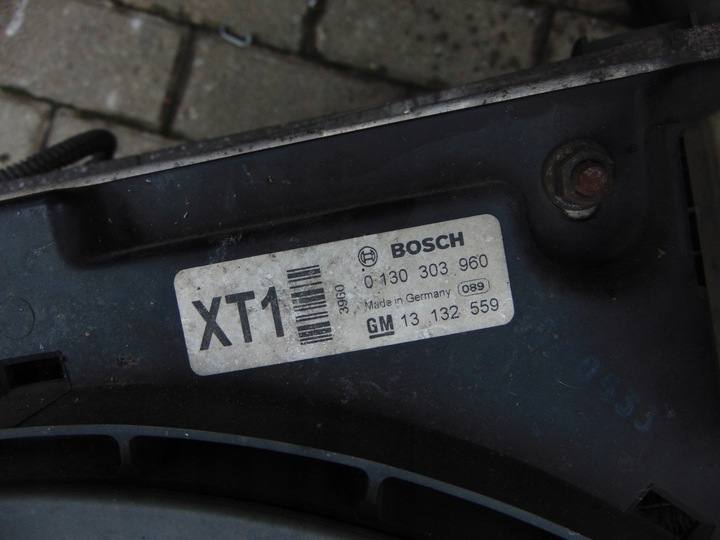 XT1
3960
BOSCH
0 130 303 960
Made in Germany 089
GM 13 132 559